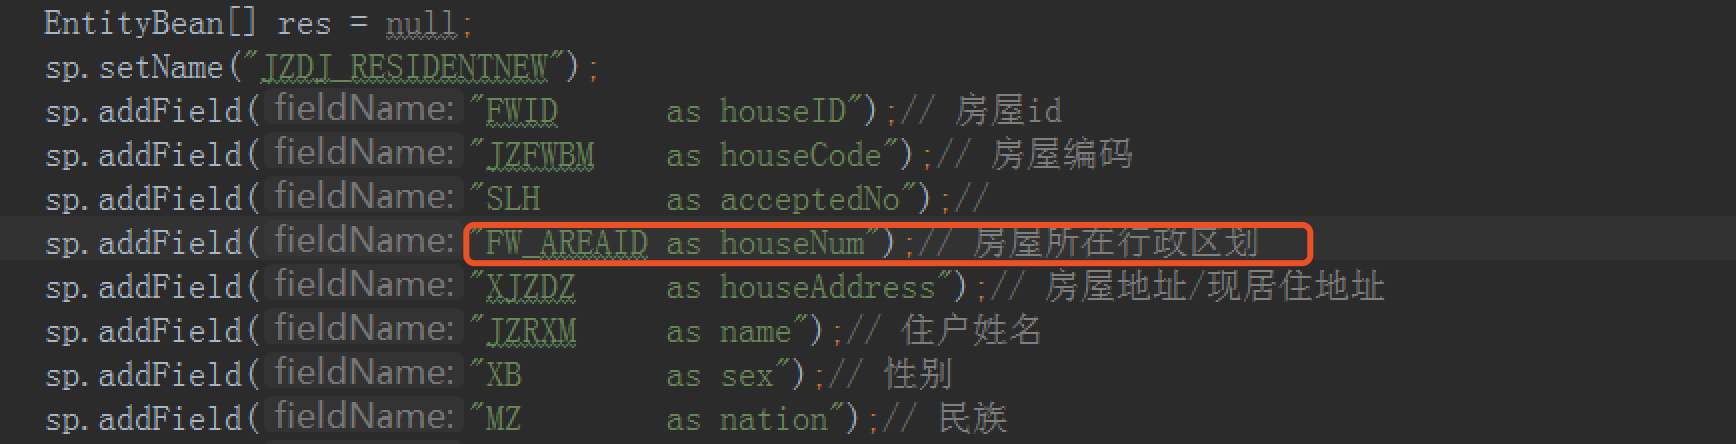 EntityBean[] res = null;
sp.setName("JZDJ_RESIDENTNEW");
sp.addField( fieldName: "FWID      as houseID");// 房屋id
sp.addField( fieldName: "JZFWBM    as houseCode");// 房屋编码
sp.addField( fieldName: "SLH       as acceptedNo");//
sp.addField( fieldName: "FW_AREAID as houseNum");// 房屋所在行政区划
sp.addField( fieldName: "XJZDZ     as houseAddress");// 房屋地址/现居住地址
sp.addField( fieldName: "JZRXM     as name");// 住户姓名
sp.addField( fieldName: "XB        as sex");// 性别
sp.addField( fieldName: "MZ        as nation");// 民族